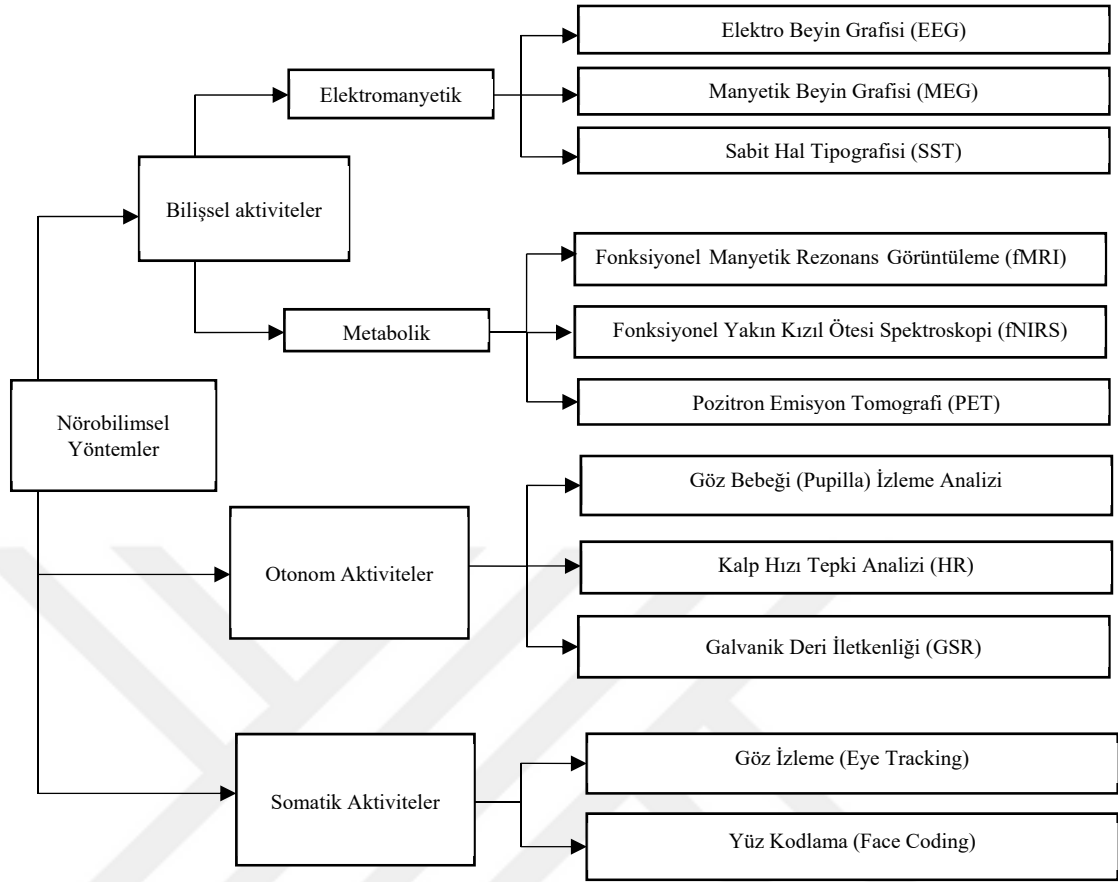 Elektro Beyin Grafisi (EEG)
Elektromanyetik
Manyetik Beyin Grafisi (MEG)
Sabit Hal Tipografisi (SST)
Bilişsel aktiviteler
Fonksiyonel Manyetik Rezonans Görüntüleme (fMRI)
Metabolik
Fonksiyonel Yakın Kızıl Ötesi Spektroskopi (fNIRS)
Pozitron Emisyon Tomografi (PET)
Nörobilimsel
Yöntemler
Göz Bebeği (Pupilla) İzleme Analizi
Otonom Aktiviteler
Kalp Hızı Tepki Analizi (HR)
Galvanik Deri İletkenliği (GSR)
Göz İzleme (Eye Tracking)
Somatik Aktiviteler
Yüz Kodlama (Face Coding)